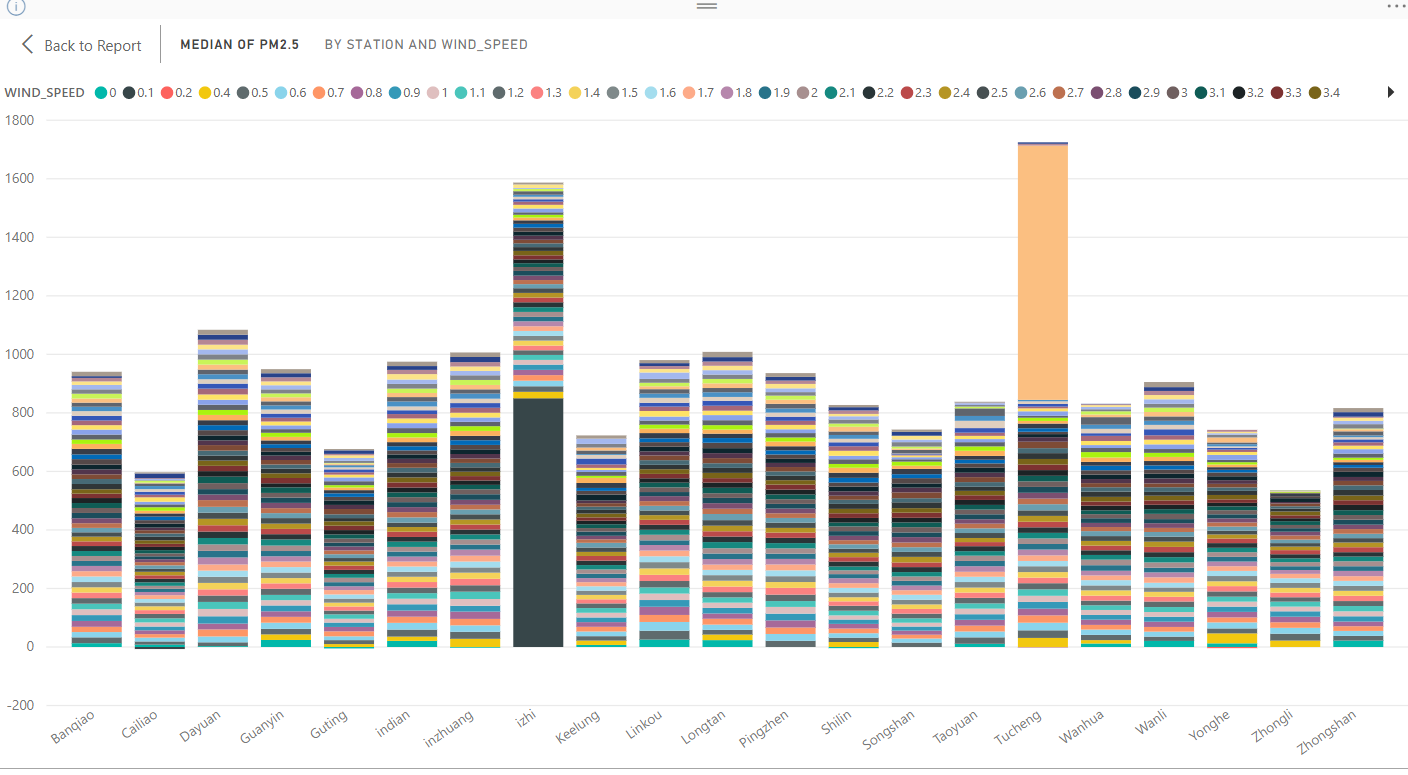 Back to Report
MEDIAN OF PM2.5
BY STATION AND WIND_SPEED
WIND_SPEED 0 0.1 0.2 0.4 0.5 0.6 0.7 0.8 0.9 1 1.1 1.2 1.3 1.4 1.5 1.6 1.7 1.8 1.9 2 2.1 2.2 2.3 2.4 2.5 2.6 2.7 2.8 2.9 3 3.1 3.2 3.3 3.4
1800
1600
1400
1200
1000
800
600
400
200
0
-200
Banqiao
Cailiao
Dayuan
Guanyin
Guting
indian
inzhuang
izhi
Keelung
Linkou
Longtan
Pingzhen
Shilin
Songshan
Taoyuan
Tucheng
Wanhua
Wanli
Yonghe
Zhongli
Zhongshan